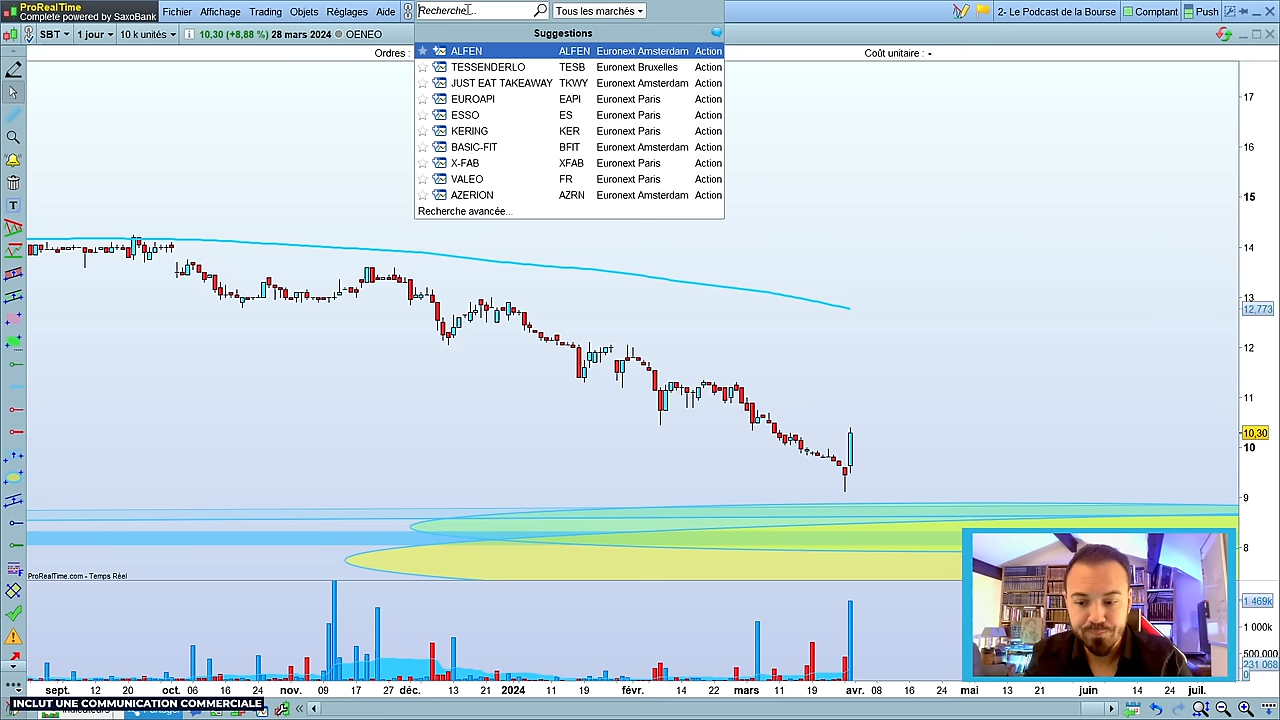 ProRealTime
Complete powered by SaxoBank
Fichier Affichage Trading Objets Réglages Aide
Recherche...
Tous les marchés
2- Le Podcast de la Bourse
Comptant
Push
SBT 1 jour 10 k unités i 10,30 (+8,88 %) 28 mars 2024 OENEO
Suggestions
Ordres :
Coût unitaire : -
ALFEN ALFEN Euronext Amsterdam Action
TESSENDERLO TESB Euronext Bruxelles Action
JUST EAT TAKEAWAY TKWY Euronext Amsterdam Action
EUROAPI EAPI Euronext Paris Action
ESSO ES Euronext Paris Action
KERING KER Euronext Paris Action
BASIC-FIT BFIT Euronext Amsterdam Action
X-FAB XFAB Euronext Paris Action
VALEO FR Euronext Paris Action
AZERION AZRN Euronext Amsterdam Action
Recherche avancée...
17
16
15
14
13
12,773
12
11
10,30
10
9
8
ProRealTime.com - Temps Réel
1 469k
1 000k
500.000
231 068
0
sept. 12 20 oct. 06 16 24 nov. 09 17 27 déc. 13 21 2024 10 19 févr. 14 22 mars 11 19 avr. 08 16 24 mai 13 21 juin 14 24 juil.
INCLUT UNE COMMUNICATION COMMERCIALE